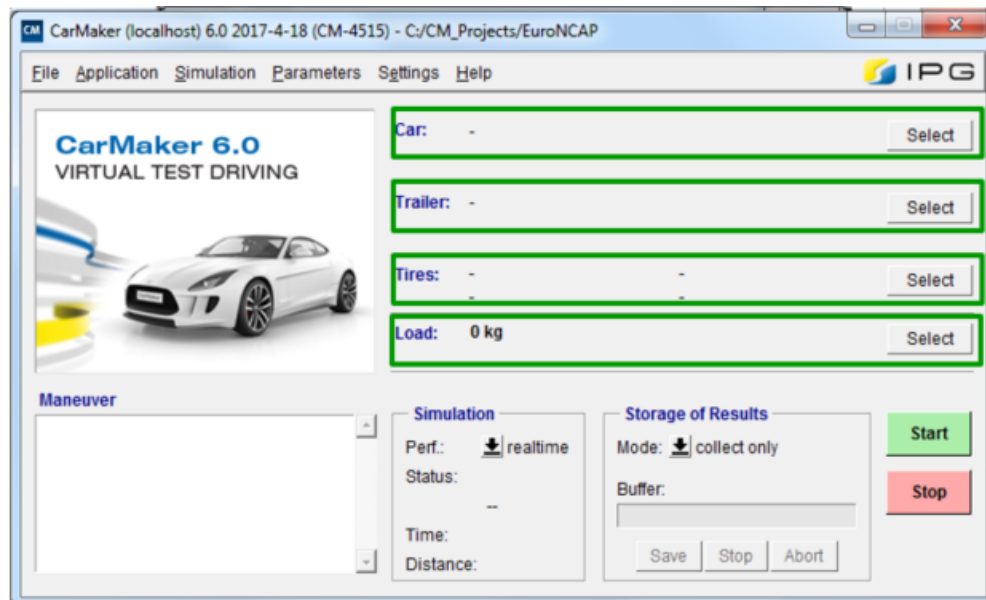 CM CarMaker (localhost) 6.0 2017-4-18 (CM-4515) - C:/CM_Projects/EuroNCAP
File Application Simulation Parameters Settings Help
IPG
CarMaker 6.0
VIRTUAL TEST DRIVING
Car: - Select
Trailer: - Select
Tires: - - Select
- -
Load: 0 kg Select
Maneuver
Simulation
Perf.: realtime
Status:
--
Time:
Distance:
Storage of Results
Mode: collect only
Buffer:
Save Stop Abort
Start
Stop